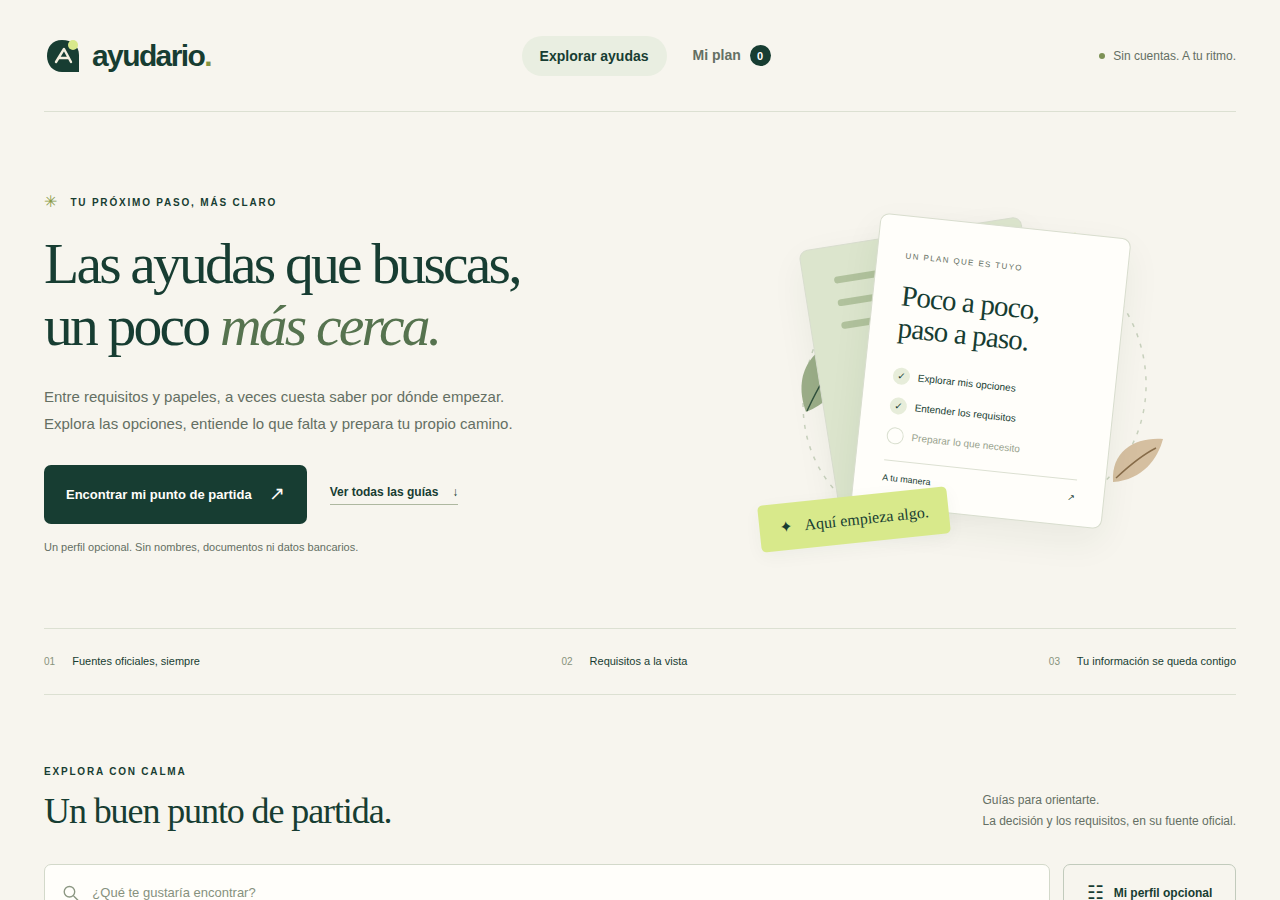 ayudario.
Explorar ayudas
Mi plan 0
Sin cuentas. A tu ritmo.
TU PRÓXIMO PASO, MÁS CLARO
Las ayudas que buscas,
un poco más cerca.
Entre requisitos y papeles, a veces cuesta saber por dónde empezar.
Explora las opciones, entiende lo que falta y prepara tu propio camino.
Encontrar mi punto de partida ↗
Ver todas las guías ↓
Un perfil opcional. Sin nombres, documentos ni datos bancarios.
UN PLAN QUE ES TUYO
Poco a poco,
paso a paso.
✓ Explorar mis opciones
✓ Entender los requisitos
Preparar lo que necesito
A tu manera ↗
✦ Aquí empieza algo.
01 Fuentes oficiales, siempre
02 Requisitos a la vista
03 Tu información se queda contigo
EXPLORA CON CALMA
Un buen punto de partida.
Guías para orientarte.
La decisión y los requisitos, en su fuente oficial.
¿Qué te gustaría encontrar?
Mi perfil opcional